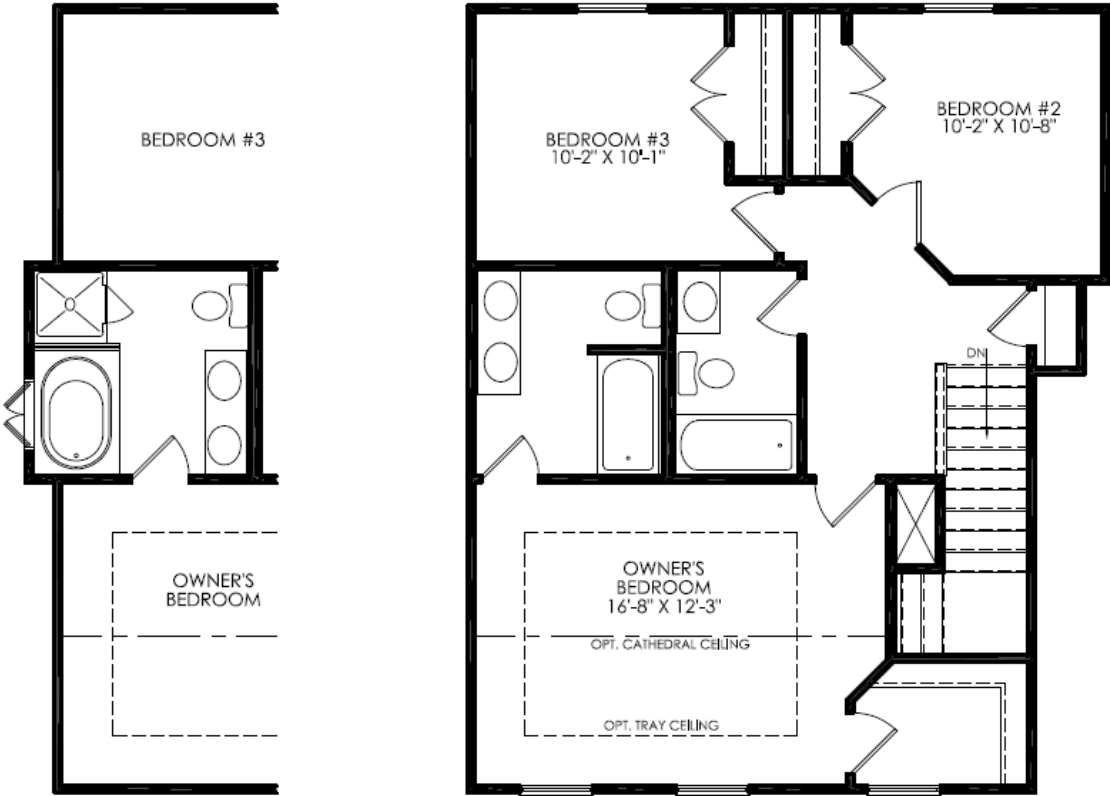 BEDROOM #3
OWNER'S
BEDROOM
BEDROOM #3
10'-2" X 10'-1"
BEDROOM #2
10'-2" X 10'-8"
DN
OWNER'S
BEDROOM
16'-8" X 12'-3"
OPT. CATHEDRAL CEILING
OPT. TRAY CEILING